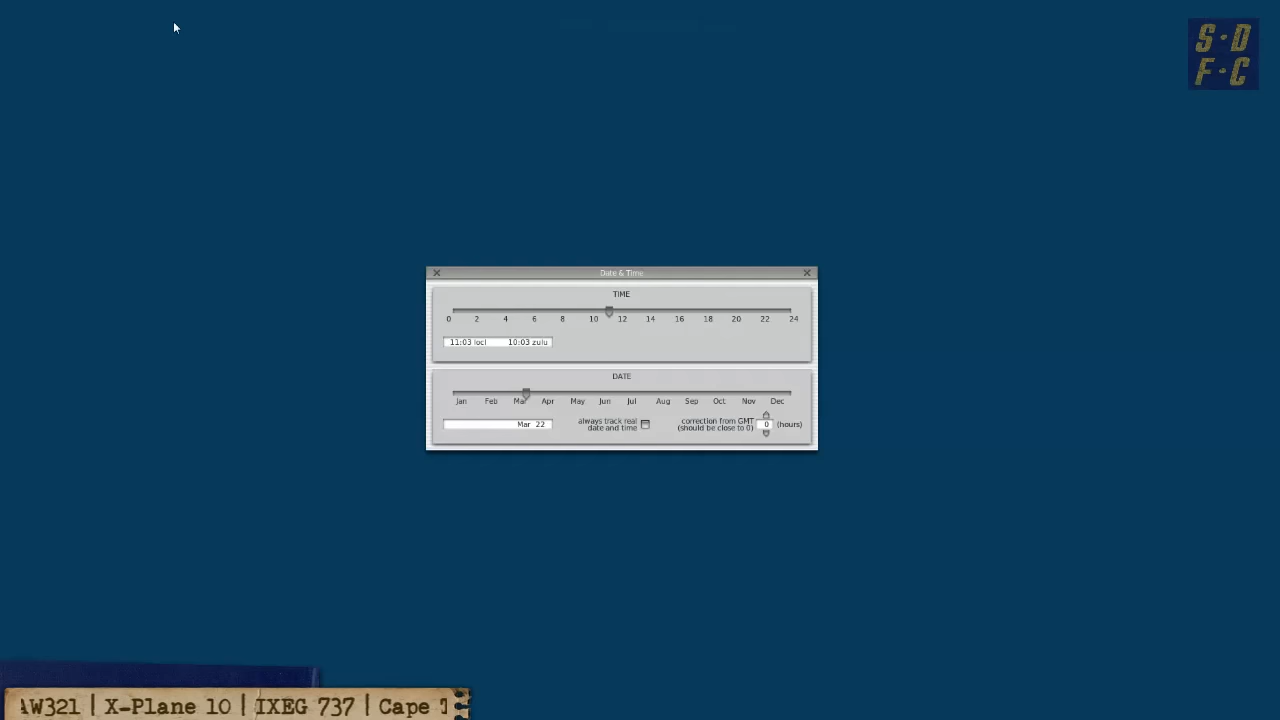 S·D
F·C
Date & Time
TIME
0 2 4 6 8 10 12 14 16 18 20 22 24
11:03 locl 10:03 zulu
DATE
Jan Feb Mar Apr May Jun Jul Aug Sep Oct Nov Dec
Mar 22
always track real
date and time
correction from GMT
(should be close to 0)
0 (hours)
AW321 | X-Plane 10 | IXEG 737 | Cape